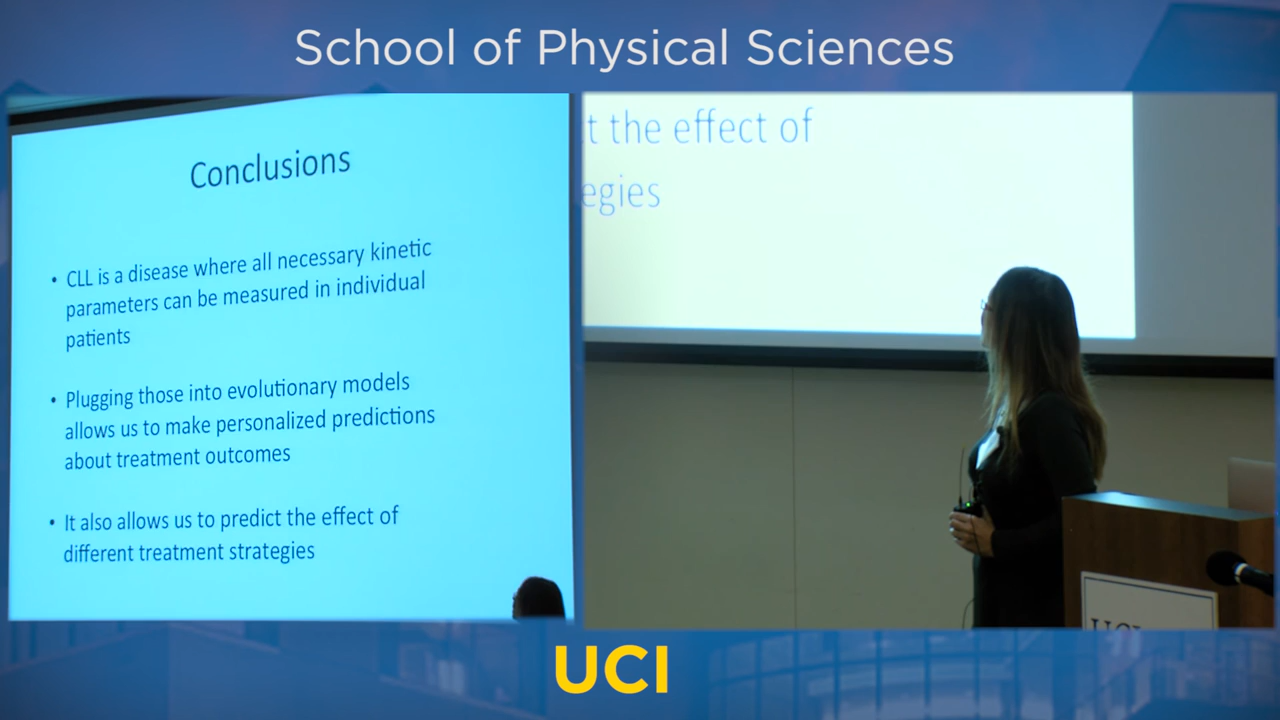 School of Physical Sciences
Conclusions
• CLL is a disease where all necessary kinetic
parameters can be measured in individual
patients
• Plugging those into evolutionary models
allows us to make personalized predictions
about treatment outcomes
• It also allows us to predict the effect of
different treatment strategies
t the effect of
egies
UCI
UCI